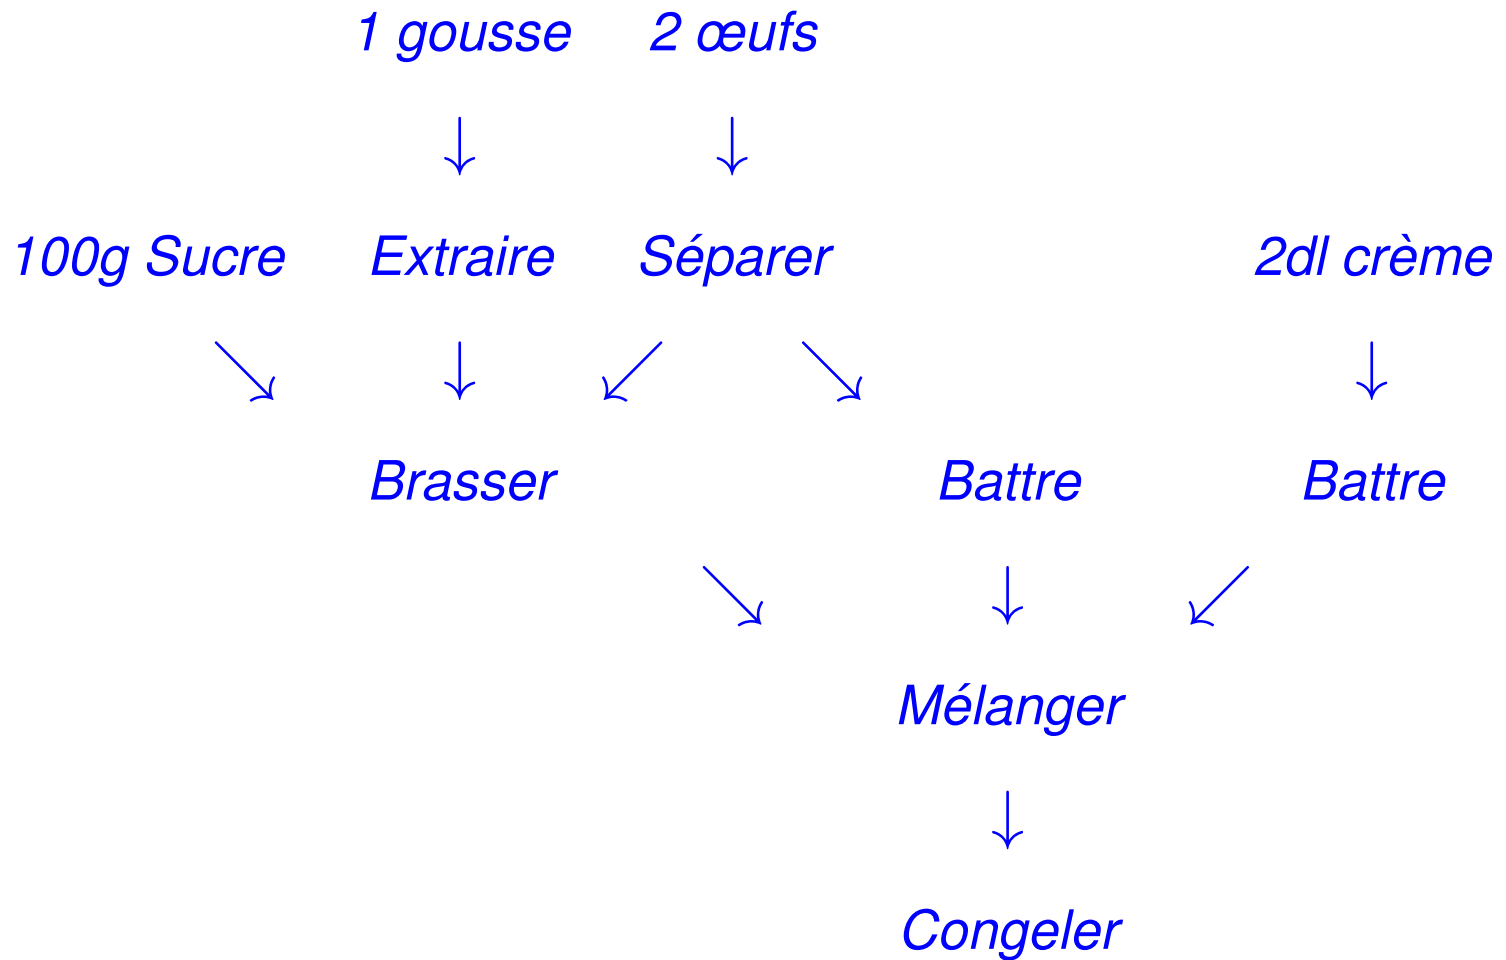 1 gousse 2 œufs
100g Sucre Extraire Séparer 2dl crème
Brasser Battre Battre
Mélanger
Congeler